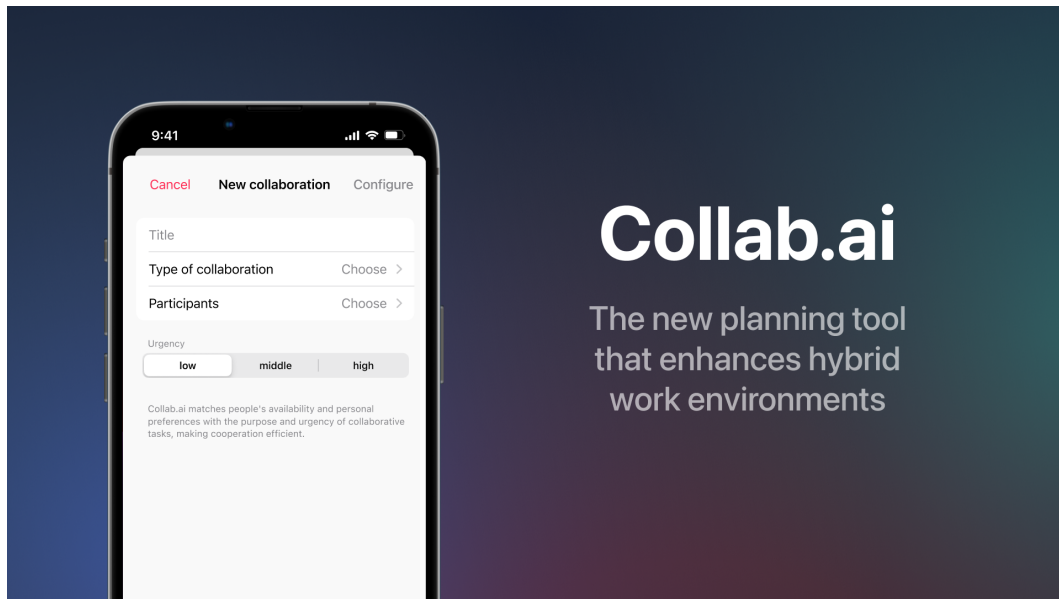 9:41
Cancel New collaboration Configure
Title
Type of collaboration Choose >
Participants Choose >
Urgency
low middle high
Collab.ai matches people's availability and personal
preferences with the purpose and urgency of collaborative
tasks, making cooperation efficient.
Collab.ai
The new planning tool
that enhances hybrid
work environments